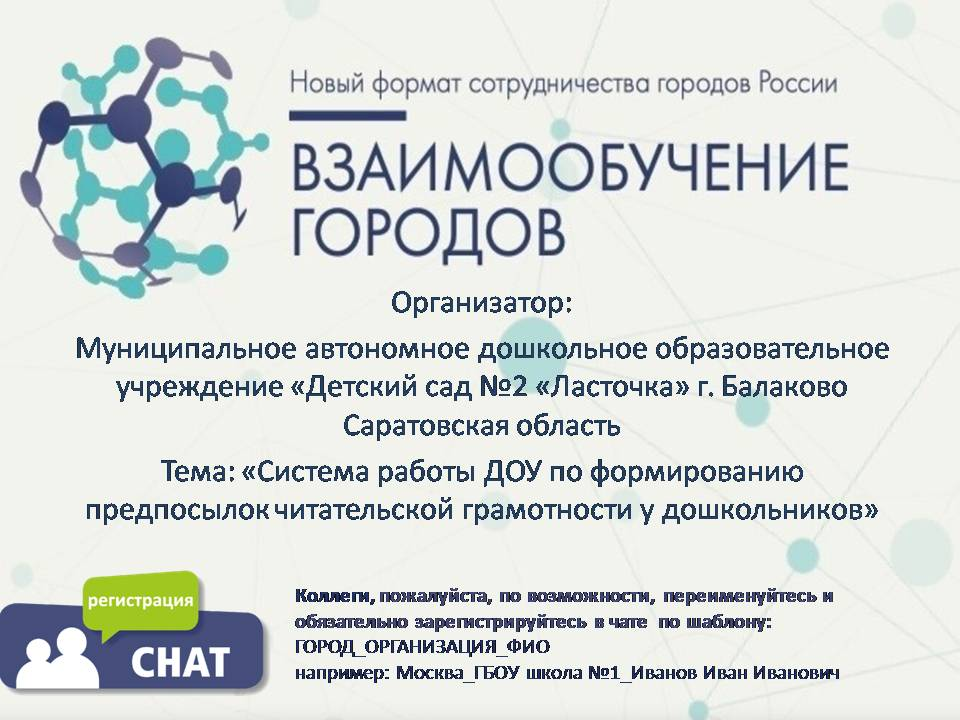 Новый формат сотрудничества городов России
ВЗАИМООБУЧЕНИЕ
ГОРОДОВ
Организатор:
Муниципальное автономное дошкольное образовательное
учреждение «Детский сад №2 «Ласточка» г. Балаково
Саратовская область
Тема: «Система работы ДОУ по формированию
предпосылок читательской грамотности у дошкольников»
регистрация
CHAT
Коллеги, пожалуйста, по возможности, переименуйтесь и
обязательно зарегистрируйтесь в чате по шаблону:
ГОРОД_ОРГАНИЗАЦИЯ_ФИО
например: Москва_ГБОУ школа №1_Иванов Иван Иванович